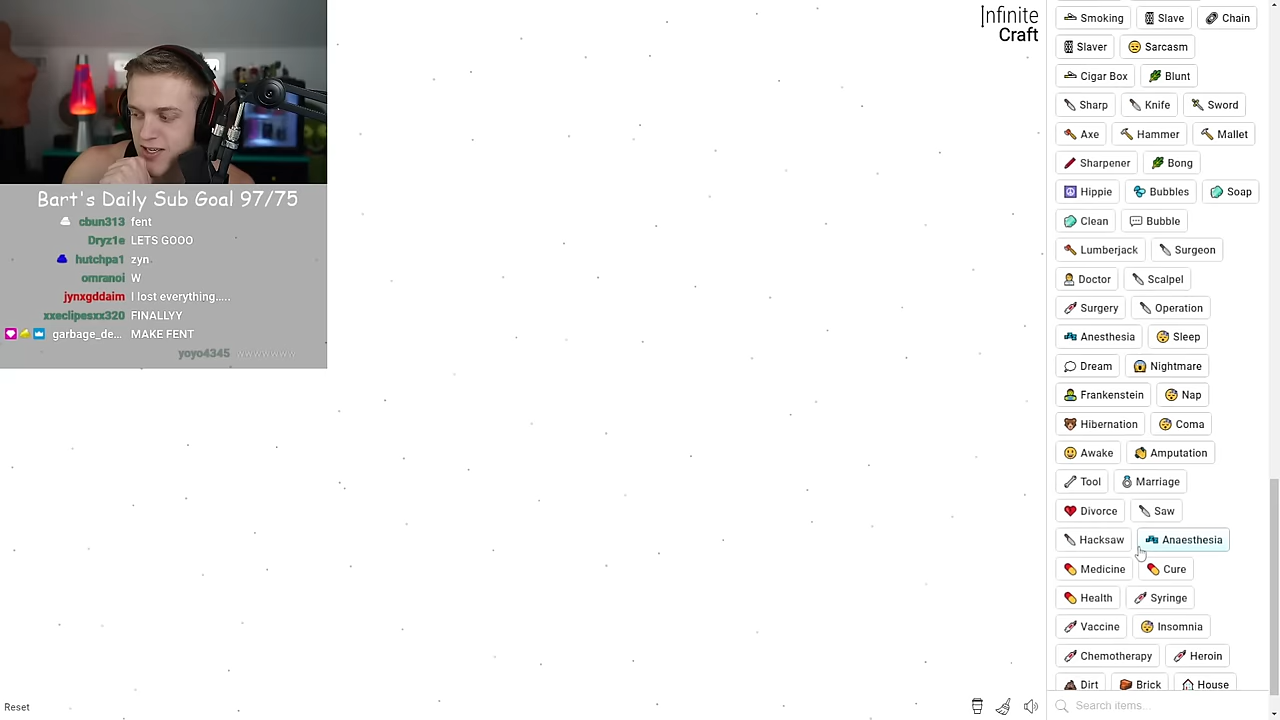 Infinite
Craft
Bart's Daily Sub Goal 97/75
cbun313 fent
Dryz1e LETS GOOO
hutchpa1 zyn
omranoi W
jynxgddaim I lost everything.....
xxeclipesxx320 FINALLYY
garbage_de... MAKE FENT
yoyo4345 wwwwwww
Smoking Slave Chain
Sarcasm
Cigar Box Blunt
Sharp Knife Sword
Axe Hammer Mallet
Sharpener Bong
Hippie Bubbles Soap
Clean Bubble
Lumberjack Surgeon
Doctor Scalpel
Surgery Operation
Anesthesia Sleep
Dream Nightmare
Frankenstein Nap
Hibernation Coma
Awake Amputation
Tool Marriage
Divorce Saw
Hacksaw Anaesthesia
Medicine Cure
Health Syringe
Vaccine Insomnia
Chemotherapy Heroin
Dirt Brick House
Reset
Search items...